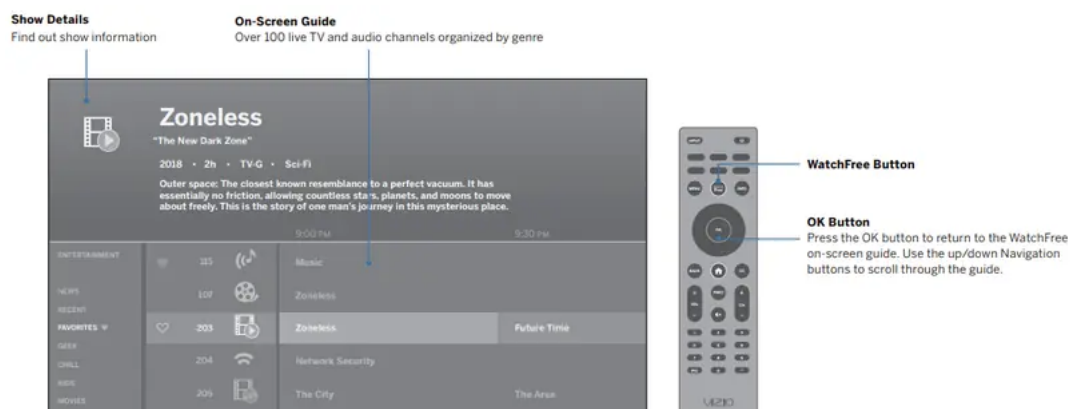 Show Details
Find out show information
On-Screen Guide
Over 100 live TV and audio channels organized by genre
Zoneless
"The New Dark Zone"
2018 • 2h • TV-G • Sci-Fi
Outer space: The closest known resemblance to a perfect vacuum. It has
essentially no friction, allowing countless stars, planets, and moons to move
about freely. This is the story of one man's journey in this mysterious place.
9:00 PM 9:30 PM
ENTERTAINMENT
115 Music
NEWS
107 Zoneless
RECENT
FAVORITES
203 Zoneless Future Time
GEEK
204 Network Security
CHILL
KIDS
205 The City The Area
MOVIES
WatchFree Button
OK Button
Press the OK button to return to the WatchFree
on-screen guide. Use the up/down Navigation
buttons to scroll through the guide.
INPUT
MENU
OK
BACK
VIZIO